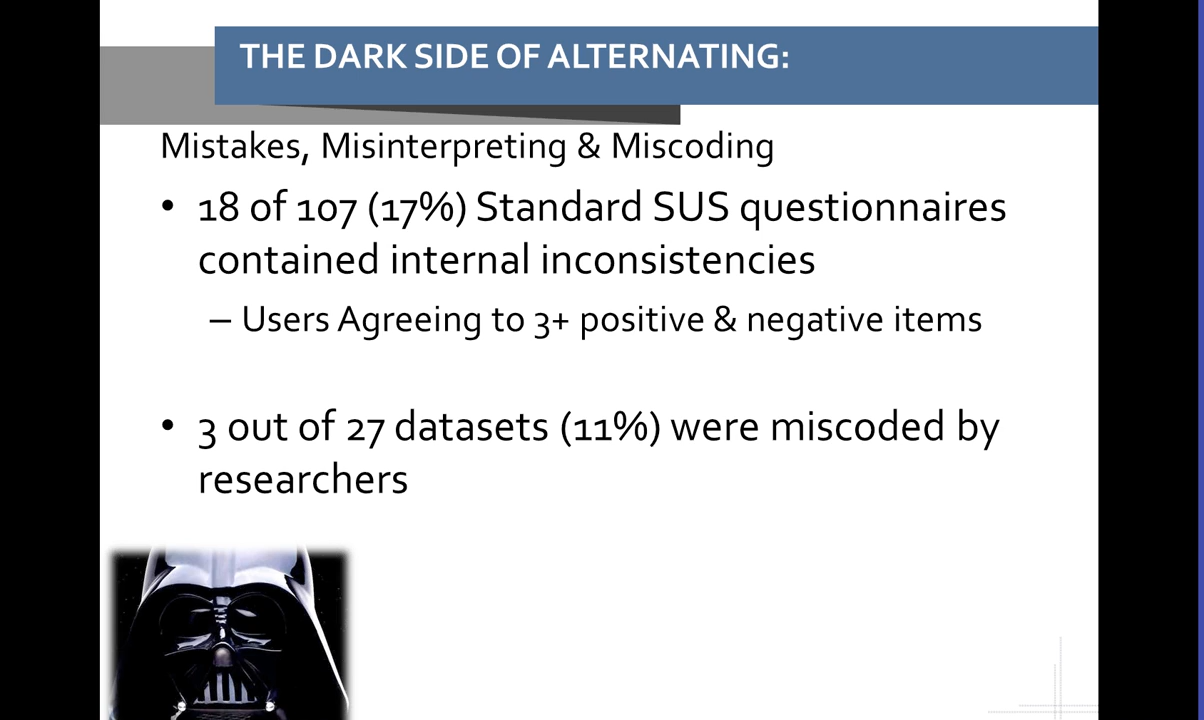 THE DARK SIDE OF ALTERNATING:
Mistakes, Misinterpreting & Miscoding
• 18 of 107 (17%) Standard SUS questionnaires
contained internal inconsistencies
– Users Agreeing to 3+ positive & negative items
• 3 out of 27 datasets (11%) were miscoded by
researchers